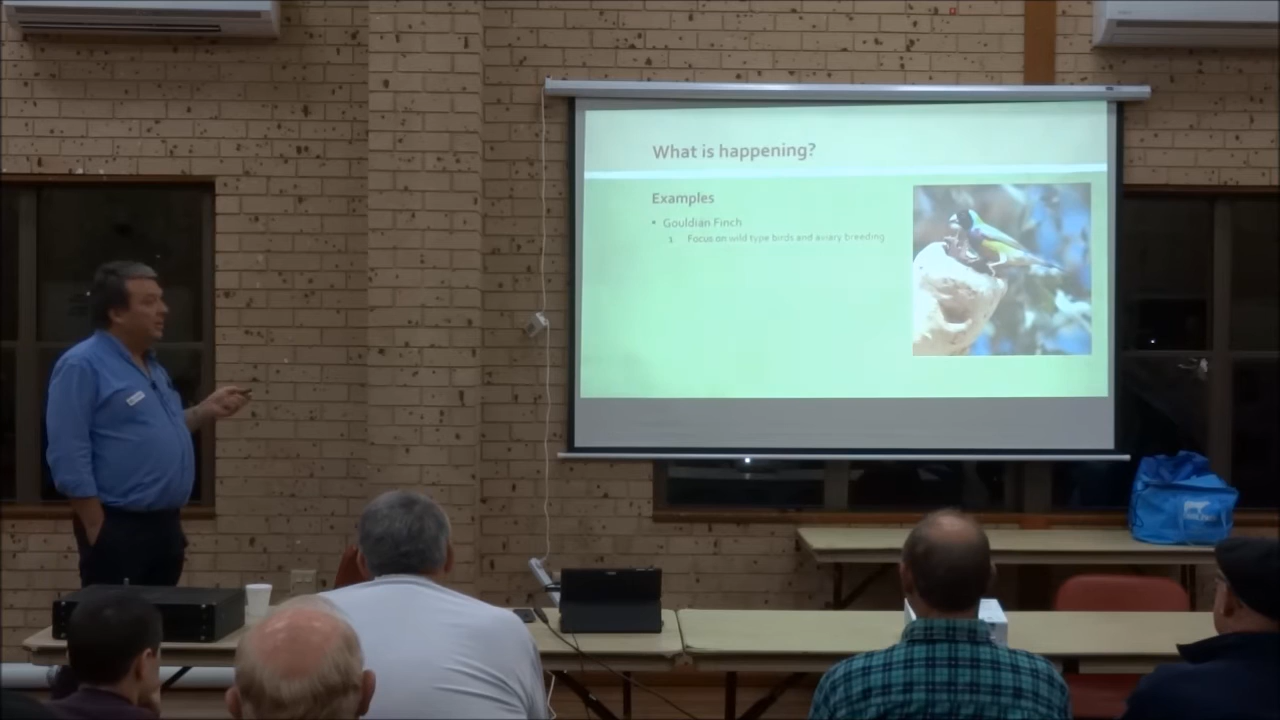 What is happening?
Examples
• Gouldian Finch
1. Focus on wild type birds and aviary breeding